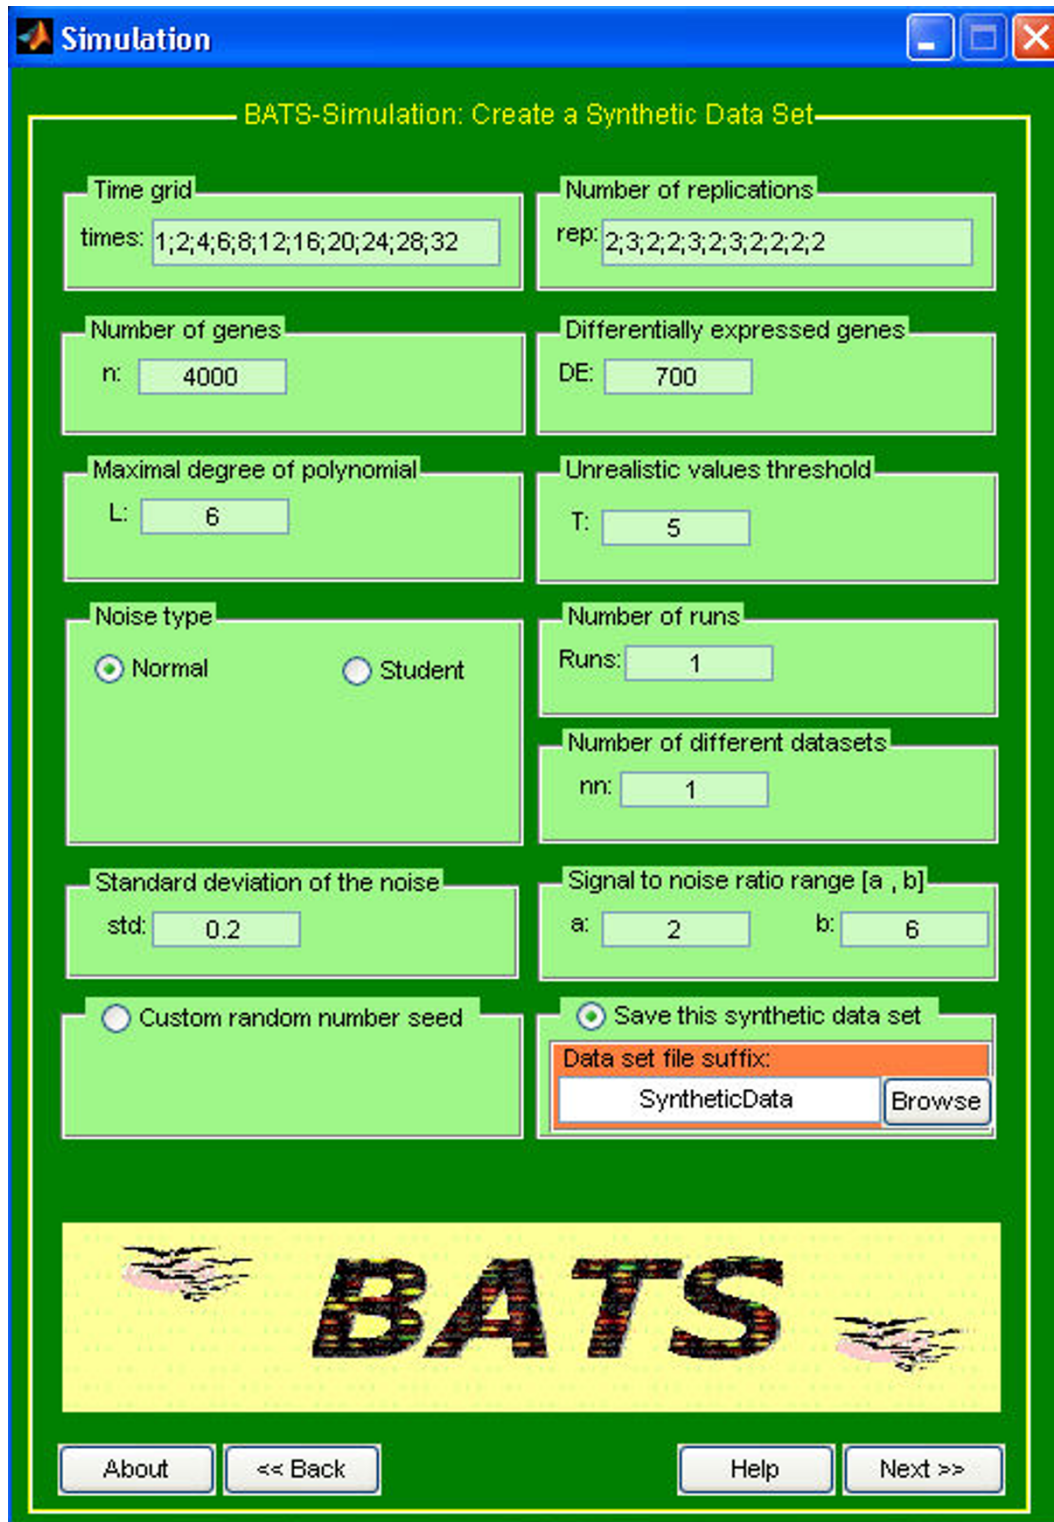 Simulation
BATS-Simulation: Create a Synthetic Data Set
Time grid
times: 1;2;4;6;8;12;16;20;24;28;32
Number of replications
rep: 2;3;2;2;3;2;3;2;2;2;2
Number of genes
n: 4000
Differentially expressed genes
DE: 700
Maximal degree of polynomial
L: 6
Unrealistic values threshold
T: 5
Noise type
Normal Student
Number of runs
Runs: 1
Number of different datasets
nn: 1
Standard deviation of the noise
std: 0.2
Signal to noise ratio range [a , b]
a: 2 b: 6
Custom random number seed
Save this synthetic data set
Data set file suffix:
SyntheticData Browse
BATS
About << Back Help Next >>